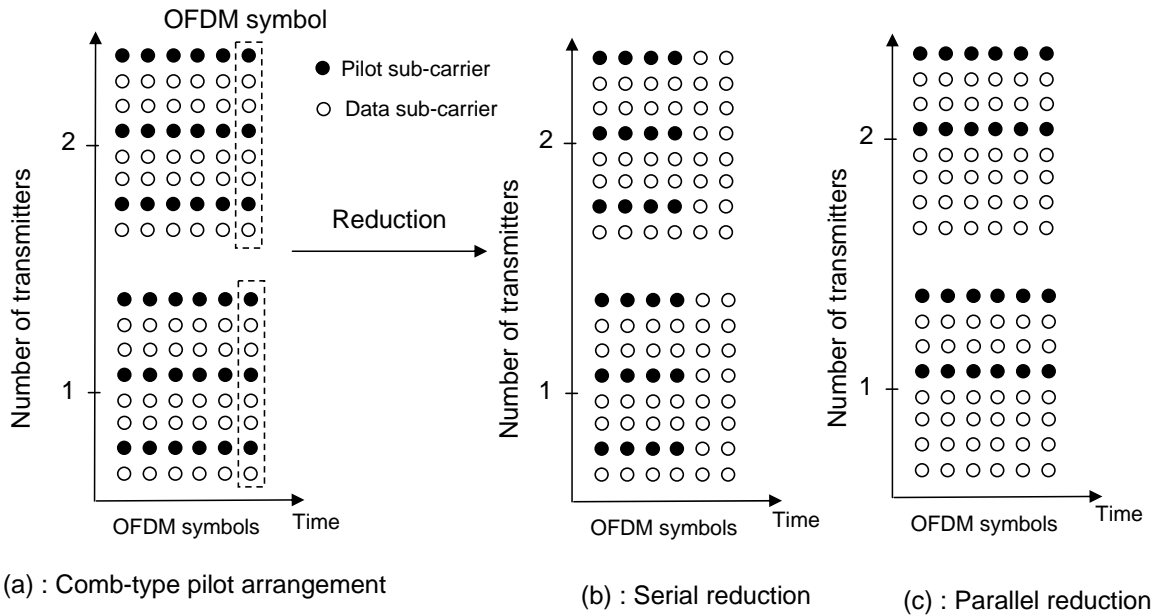 OFDM symbol
Pilot sub-carrier
Data sub-carrier
Number of transmitters
2
1
OFDM symbols
Time
Reduction
Number of transmitters
2
1
OFDM symbols
Time
Number of transmitters
2
1
OFDM symbols
Time
(a) : Comb-type pilot arrangement
(b) : Serial reduction
(c) : Parallel reduction